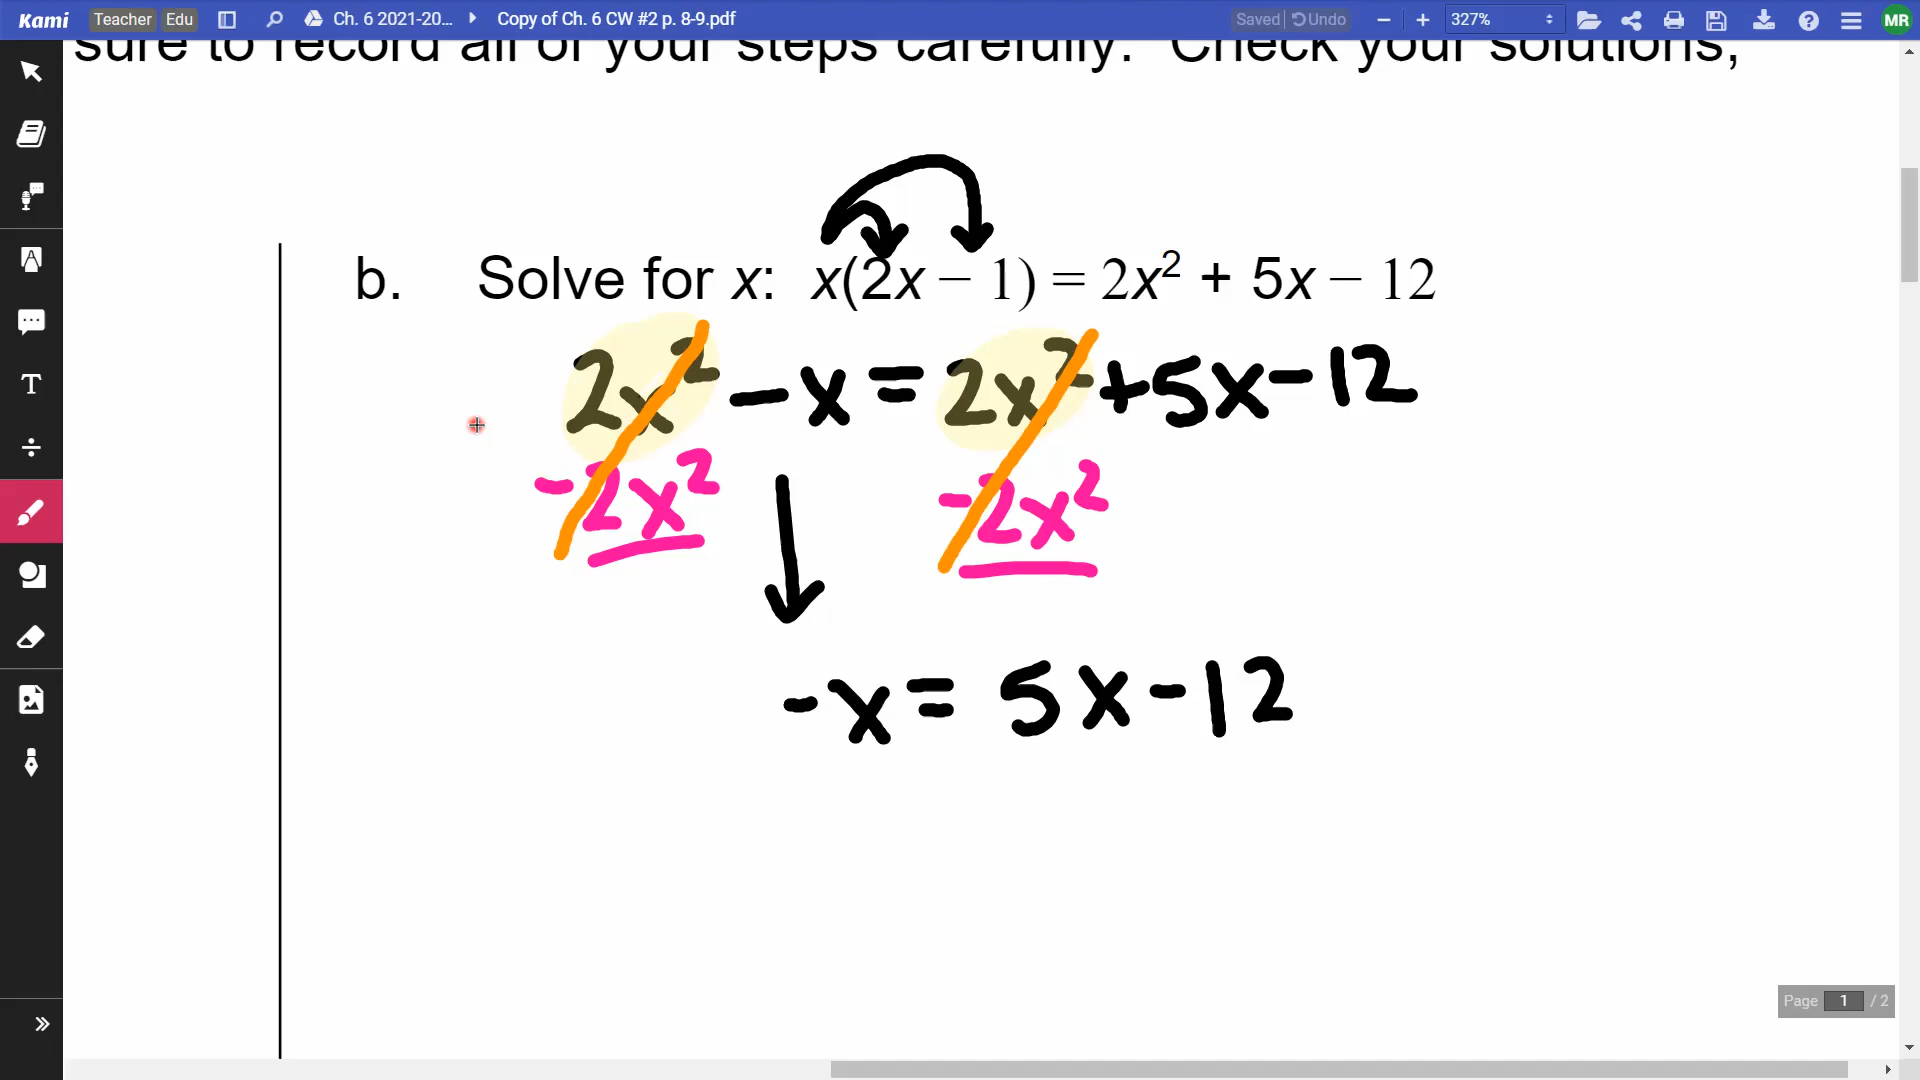 Kami Teacher Edu Ch. 6 2021-20... Copy of Ch. 6 CW #2 p. 8-9.pdf Saved Undo 327% MR
sure to record all of your steps carefully. Check your solutions,
b. Solve for x: x(2x − 1) = 2x² + 5x − 12
2x² - x = 2x² + 5x - 12
-2x² -2x²
-x = 5x - 12
Page 1 / 2